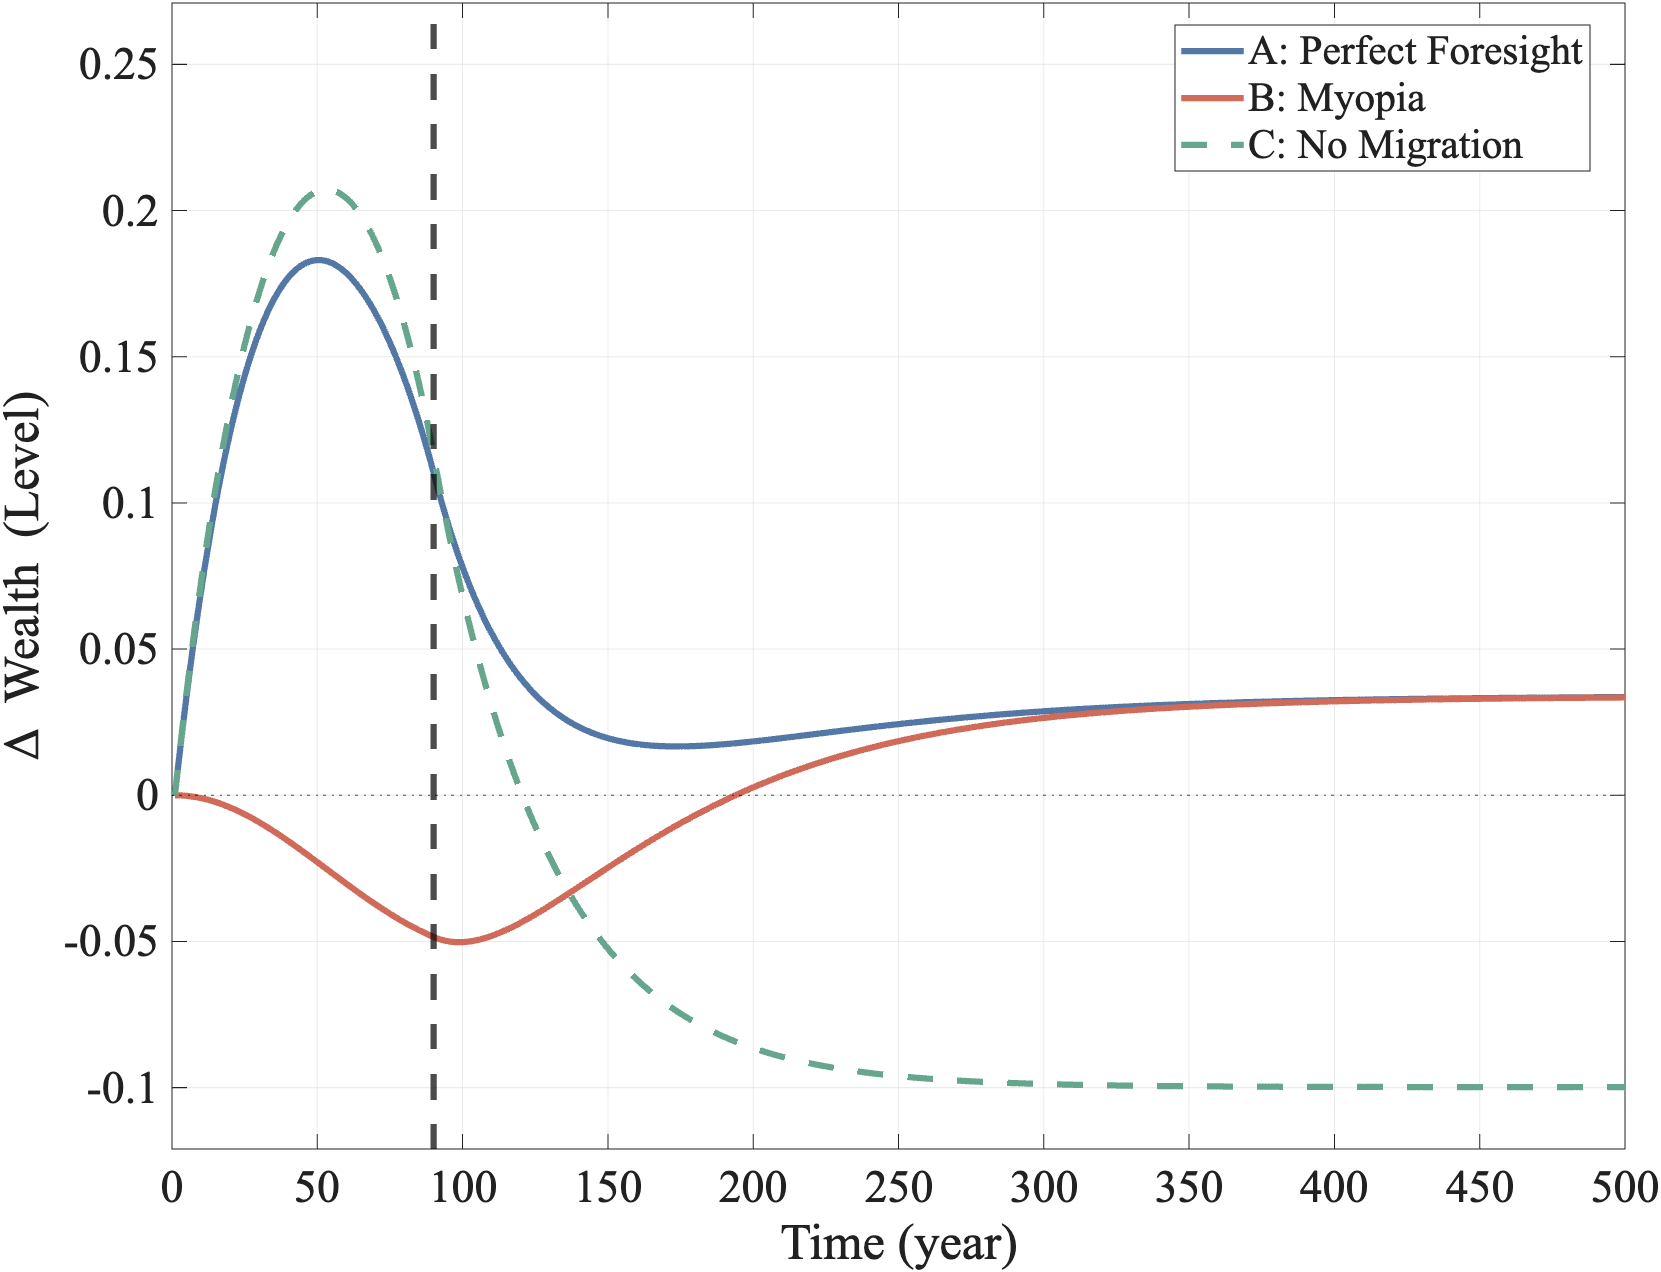 A: Perfect Foresight
B: Myopia
C: No Migration
Δ Wealth (Level)
0.25
0.2
0.15
0.1
0.05
0
-0.05
-0.1
0 50 100 150 200 250 300 350 400 450 500
Time (year)